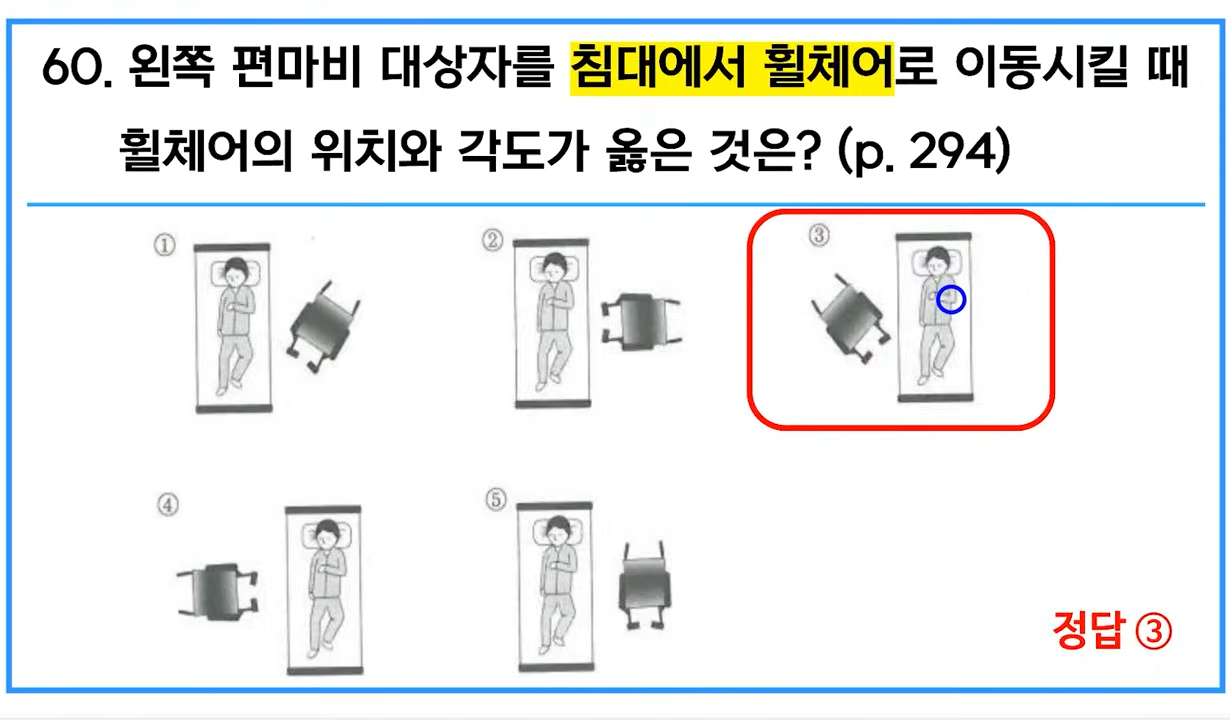 60. 왼쪽 편마비 대상자를 침대에서 휠체어로 이동시킬 때
휠체어의 위치와 각도가 옳은 것은? (p. 294)
①
②
③
④
⑤
정답 ③